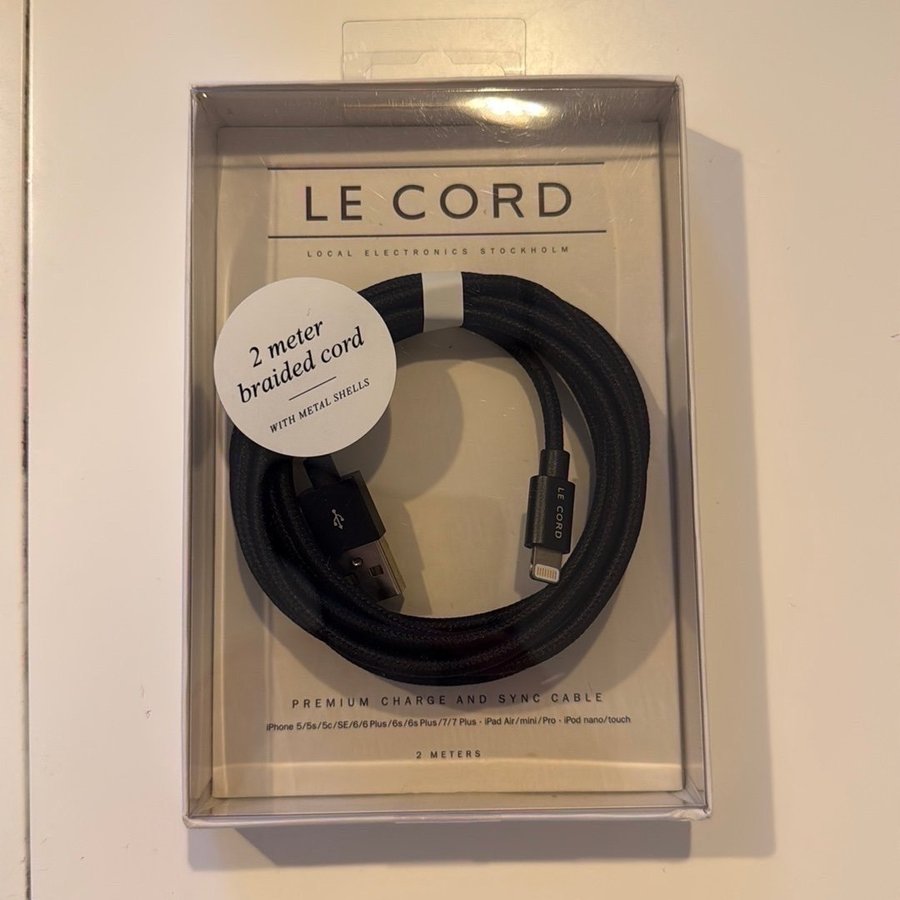 LE CORD
LOCAL ELECTRONICS STOCKHOLM
2 meter
braided cord
WITH METAL SHELLS
LE CORD
PREMIUM CHARGE AND SYNC CABLE
iPhone 5/5s/5c/SE/6/6 Plus/6s/6s Plus/7/7 Plus · iPad Air/mini/Pro · iPod nano/touch
2 METERS